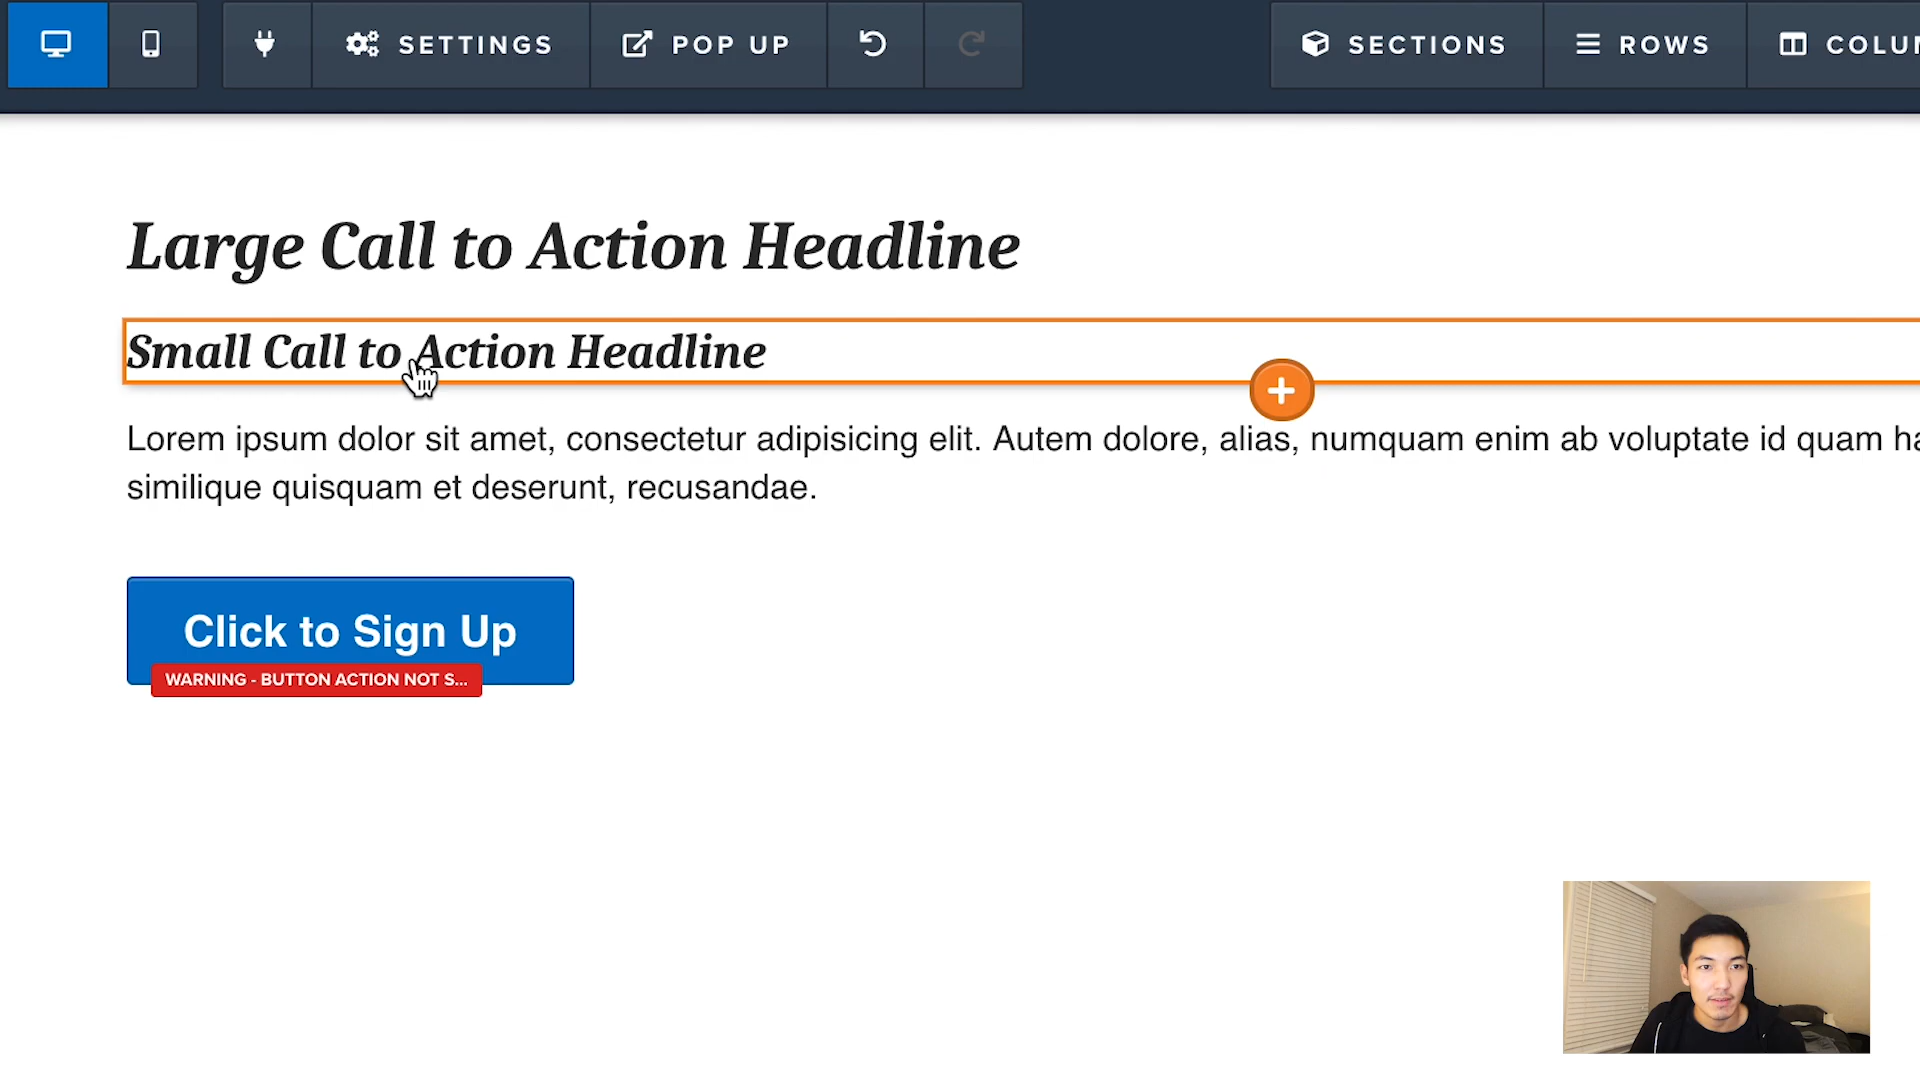 SETTINGS POP UP SECTIONS ROWS COLUM
Large Call to Action Headline
Small Call to Action Headline
Lorem ipsum dolor sit amet, consectetur adipisicing elit. Autem dolore, alias, numquam enim ab voluptate id quam ha
similique quisquam et deserunt, recusandae.
Click to Sign Up
WARNING - BUTTON ACTION NOT S...